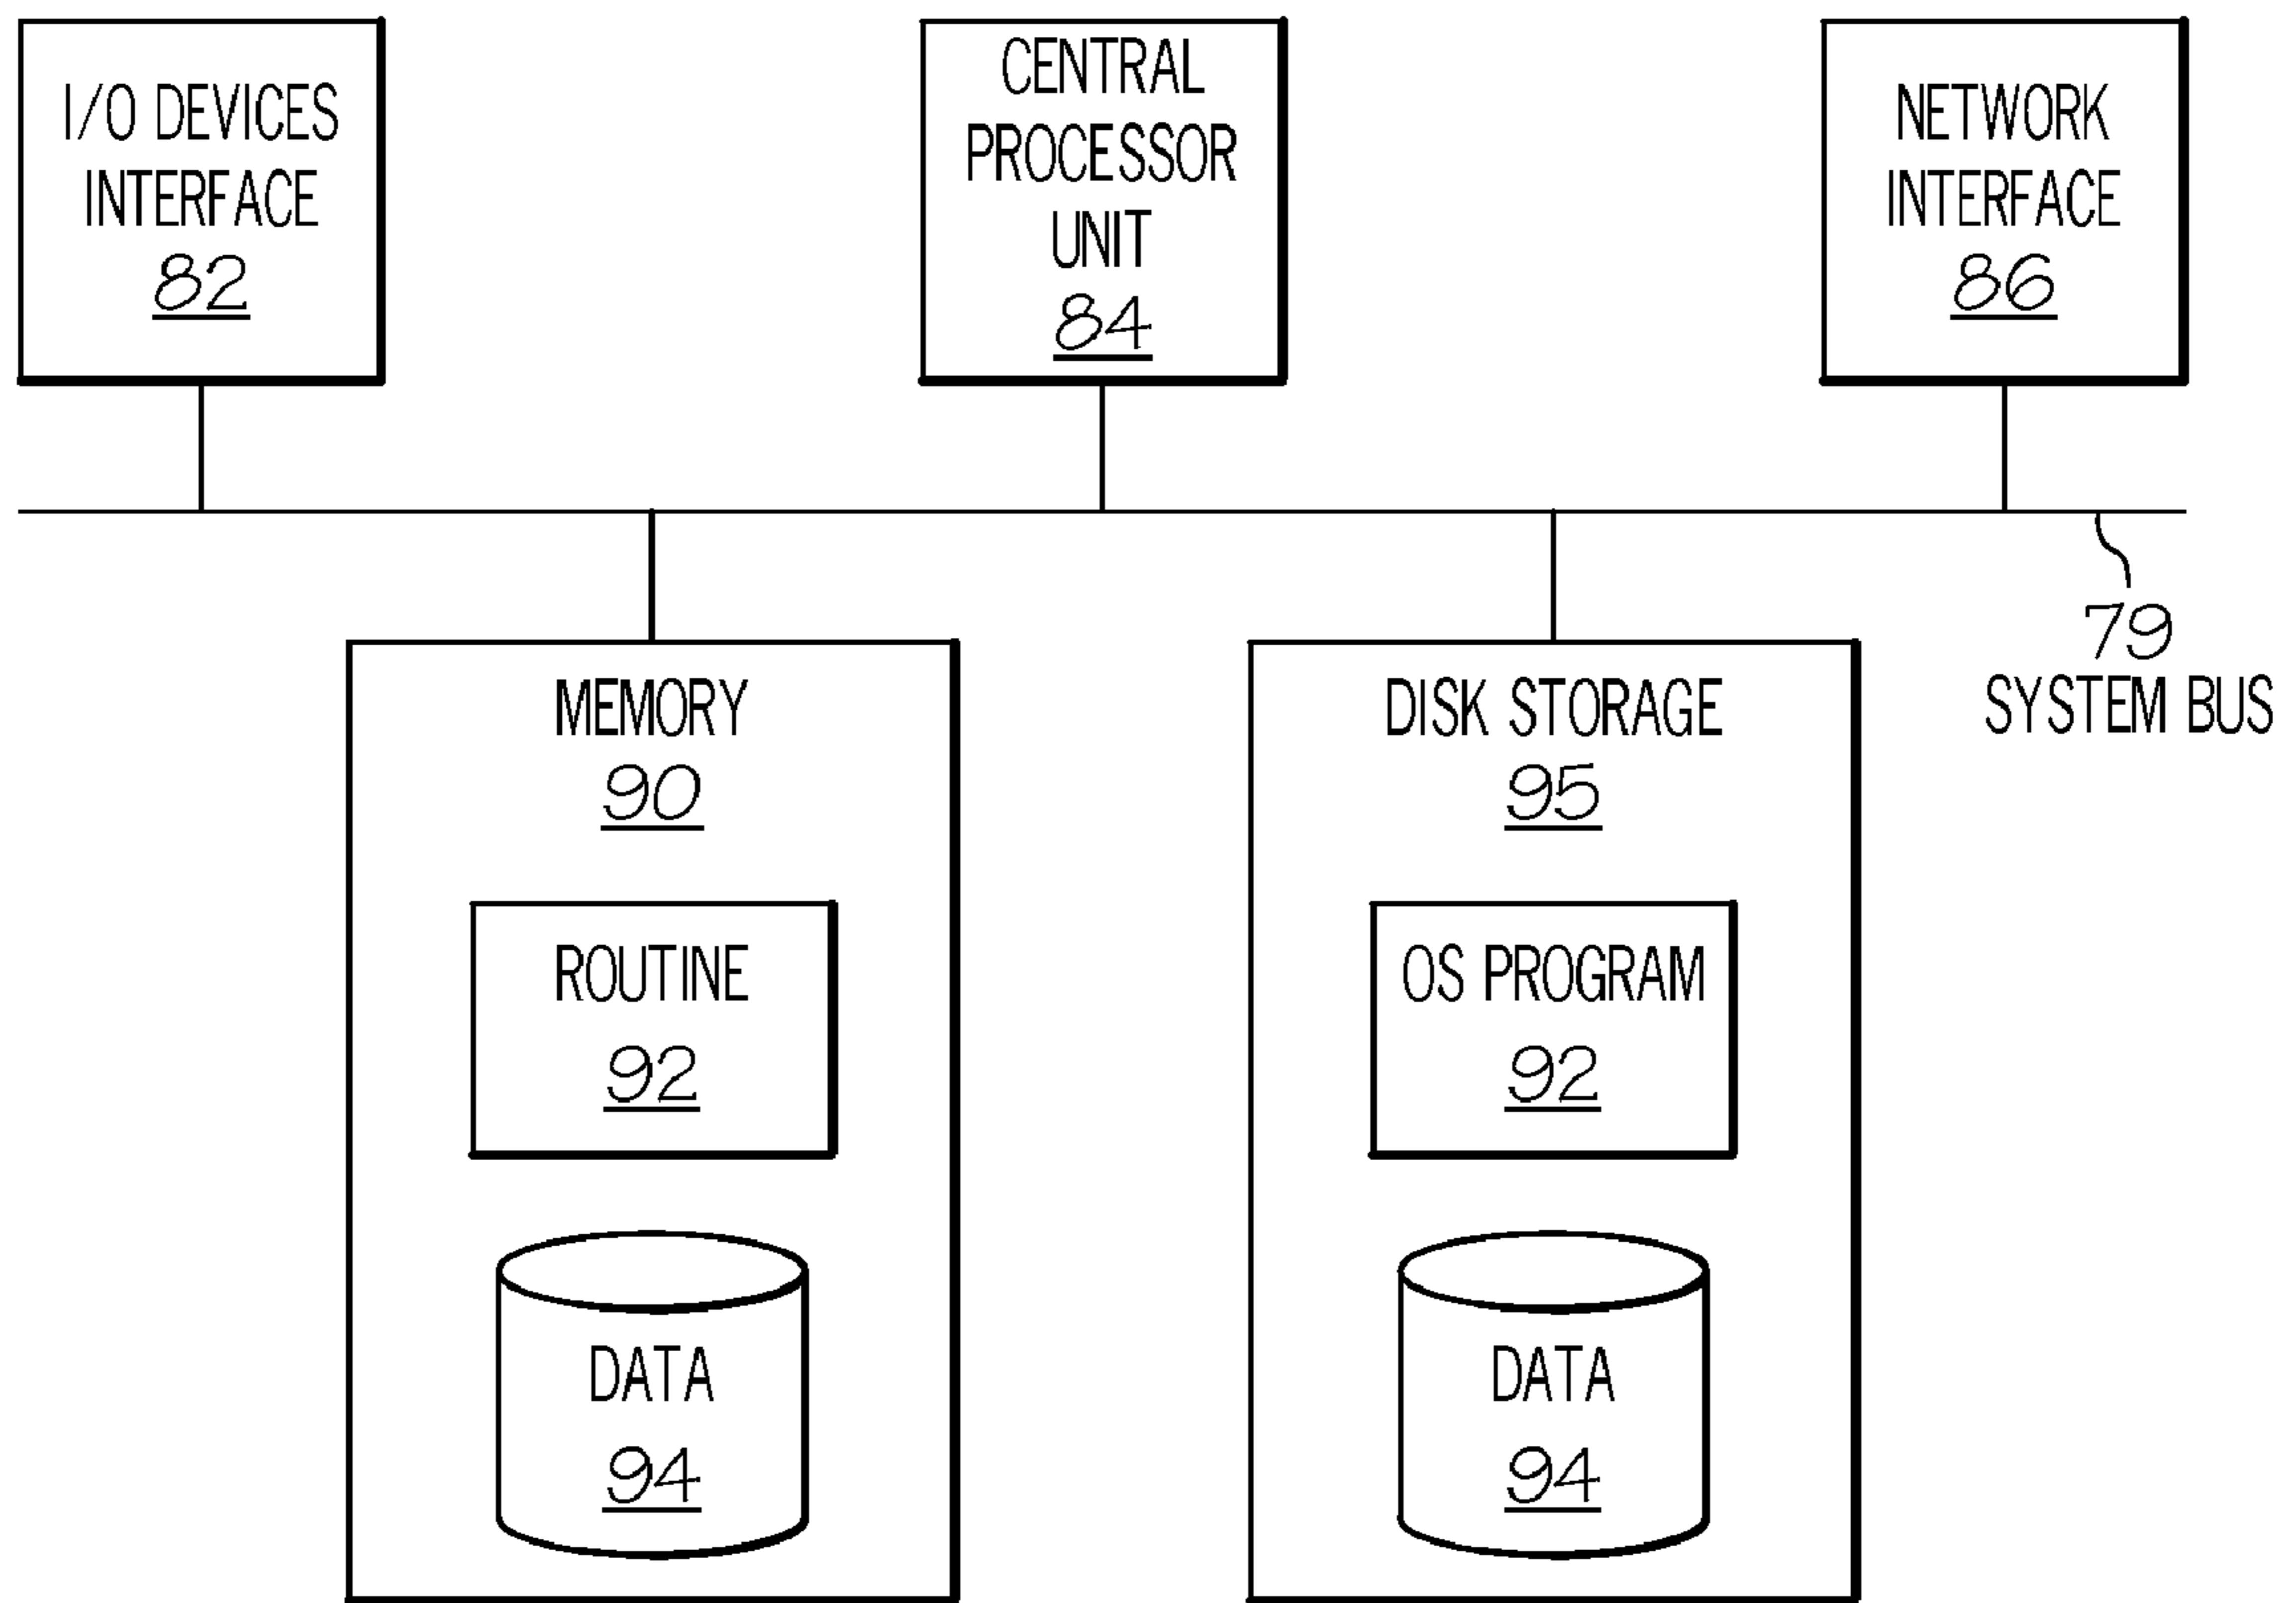 I/O DEVICES
INTERFACE
82
CENTRAL
PROCESSOR
UNIT
84
NETWORK
INTERFACE
86
79
SYSTEM BUS
MEMORY
90
ROUTINE
92
DATA
94
DISK STORAGE
95
OS PROGRAM
92
DATA
94